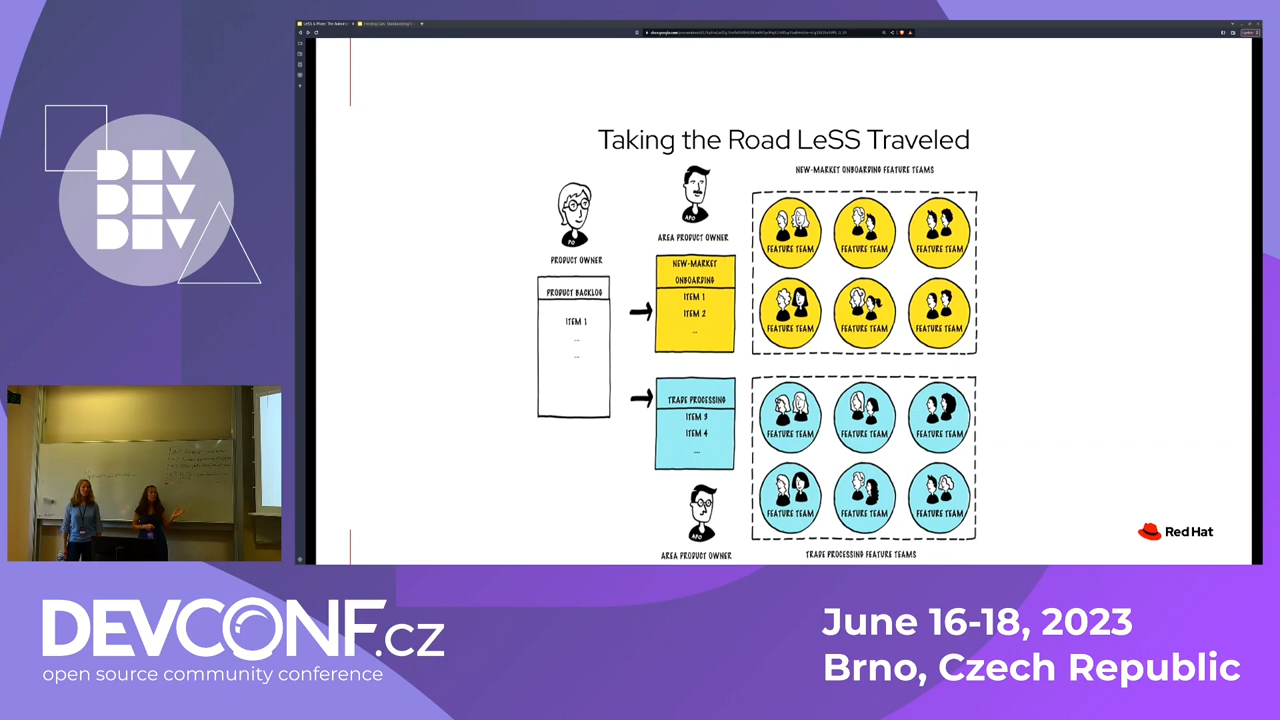 DEV
DEV
DEV
Taking the Road LeSS Traveled
NEW-MARKET ONBOARDING FEATURE TEAMS
APO
AREA PRODUCT OWNER
PO
PRODUCT OWNER
PRODUCT BACKLOG
ITEM 1
...
...
NEW-MARKET
ONBOARDING
ITEM 1
ITEM 2
...
FEATURE TEAM
FEATURE TEAM
FEATURE TEAM
FEATURE TEAM
FEATURE TEAM
FEATURE TEAM
TRADE PROCESSING
ITEM 3
ITEM 4
...
FEATURE TEAM
FEATURE TEAM
FEATURE TEAM
FEATURE TEAM
FEATURE TEAM
FEATURE TEAM
APO
AREA PRODUCT OWNER
TRADE PROCESSING FEATURE TEAMS
Red Hat
DEVCONF.cz
open source community conference
June 16-18, 2023
Brno, Czech Republic